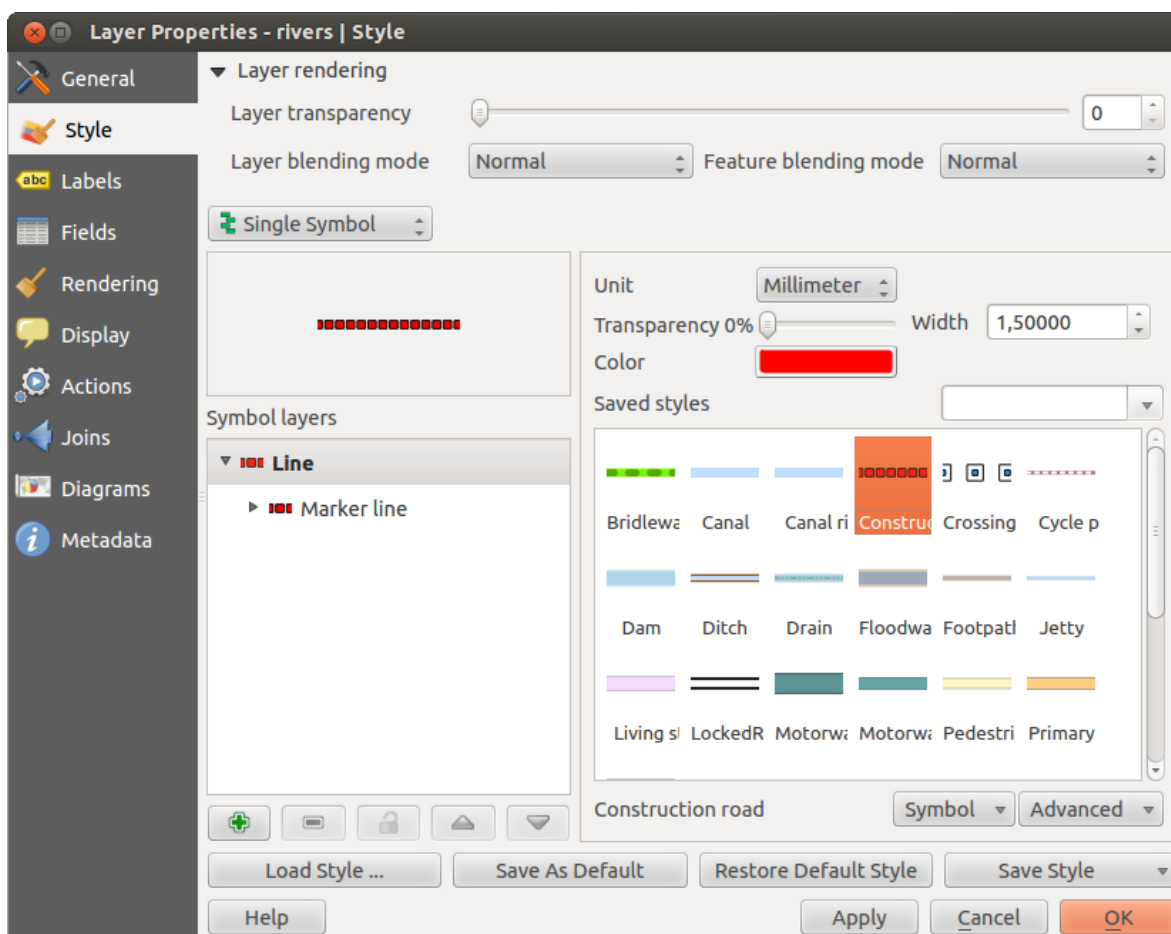 Layer Properties - rivers | Style
General
Style
abc Labels
Fields
Rendering
Display
Actions
Joins
Diagrams
Metadata
Layer rendering
Layer transparency 0
Layer blending mode Normal Feature blending mode Normal
Single Symbol
Symbol layers
Line
Marker line
Unit Millimeter
Transparency 0% Width 1,50000
Color
Saved styles
Bridlewa Canal Canal ri Construc Crossing Cycle p
Dam Ditch Drain Floodwa Footpatl Jetty
Living s LockedR Motorwa Motorwa Pedestri Primary
Construction road Symbol Advanced
Load Style ... Save As Default Restore Default Style Save Style
Help Apply Cancel OK